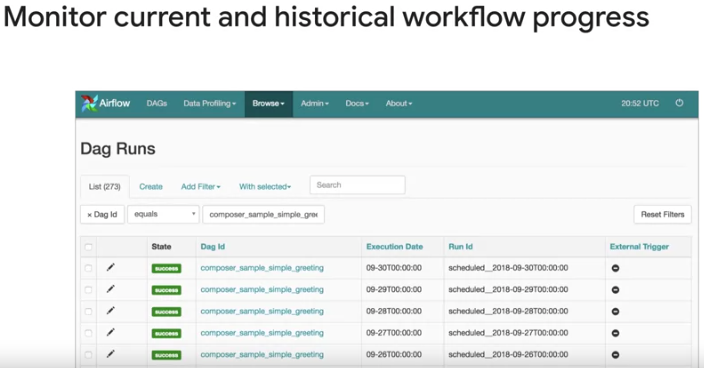 Monitor current and historical workflow progress
Airflow DAGs Data Profiling Browse Admin Docs About 20:52 UTC
Dag Runs
List (273) Create Add Filter With selected Search
× Dag Id equals composer_sample_simple_gree Reset Filters
State Dag Id Execution Date Run Id External Trigger
success composer_sample_simple_greeting 09-30T00:00:00 scheduled__2018-09-30T00:00:00
success composer_sample_simple_greeting 09-29T00:00:00 scheduled__2018-09-29T00:00:00
success composer_sample_simple_greeting 09-28T00:00:00 scheduled__2018-09-28T00:00:00
success composer_sample_simple_greeting 09-27T00:00:00 scheduled__2018-09-27T00:00:00
success composer_sample_simple_greeting 09-26T00:00:00 scheduled__2018-09-26T00:00:00